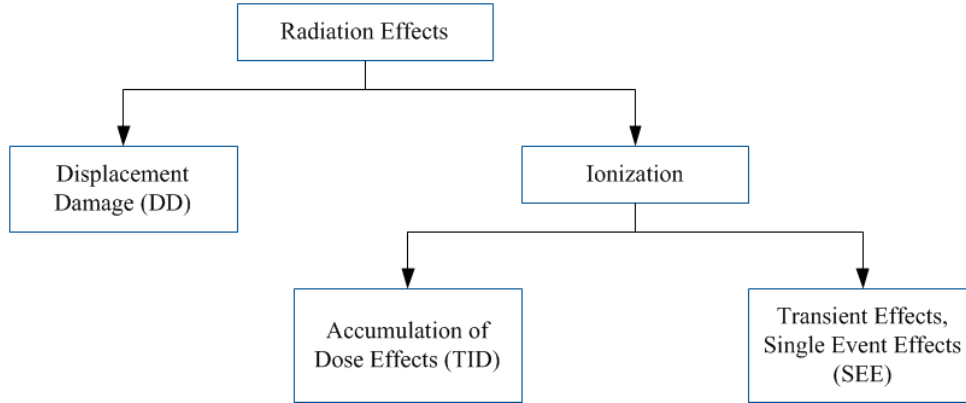 Radiation Effects
Displacement
Damage (DD)
Ionization
Accumulation of
Dose Effects (TID)
Transient Effects,
Single Event Effects
(SEE)